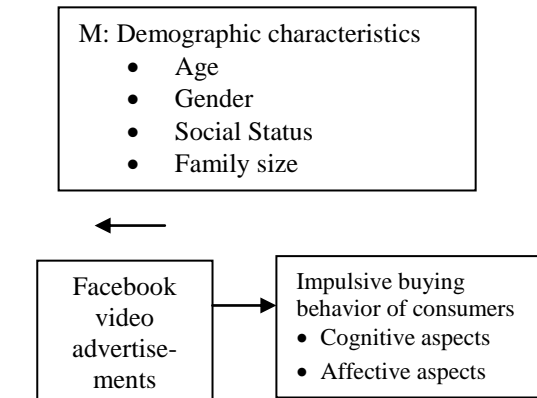 M: Demographic characteristics
• Age
• Gender
• Social Status
• Family size
Facebook
video
advertise-
ments
Impulsive buying
behavior of consumers
• Cognitive aspects
• Affective aspects